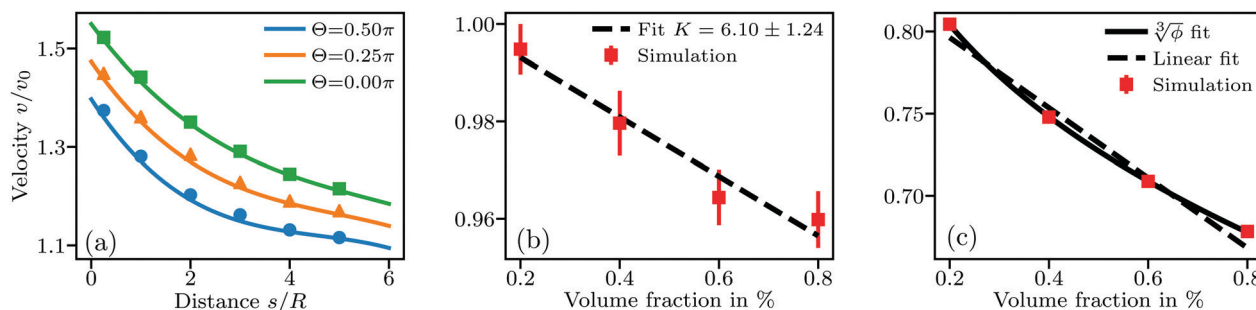 Velocity v/v₀
1.5
1.3
1.1
Θ=0.50π
Θ=0.25π
Θ=0.00π
(a)
0 2 4 6
Distance s/R
1.00
0.98
0.96
Fit K = 6.10 ± 1.24
Simulation
(b)
0.2 0.4 0.6 0.8
Volume fraction in %
0.80
0.75
0.70
∛ϕ fit
Linear fit
Simulation
(c)
0.2 0.4 0.6 0.8
Volume fraction in %